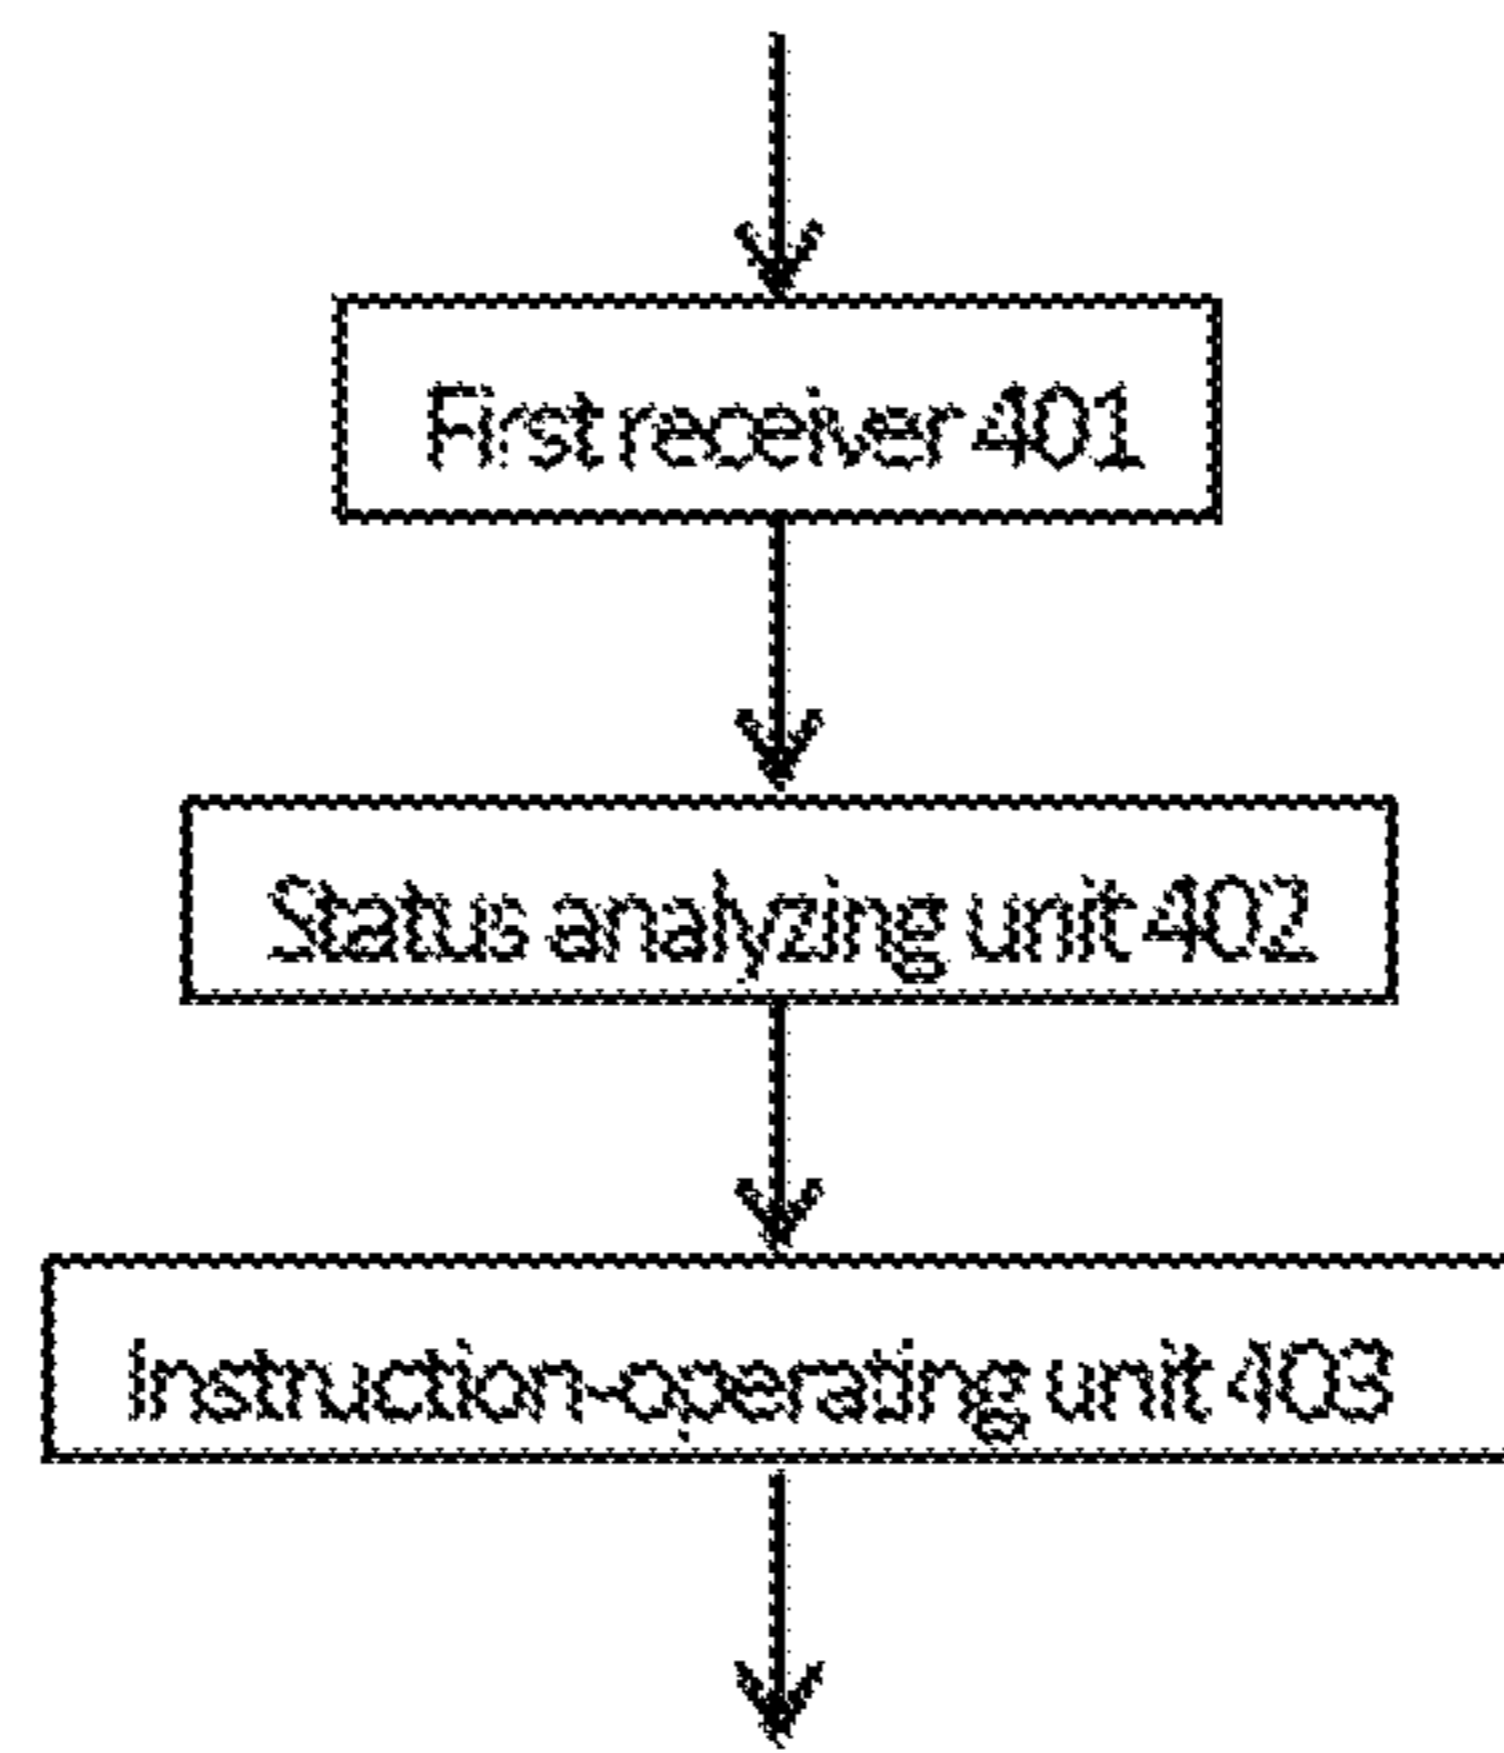 First receiver 401
Status analyzing unit 402
Instruction-operating unit 403